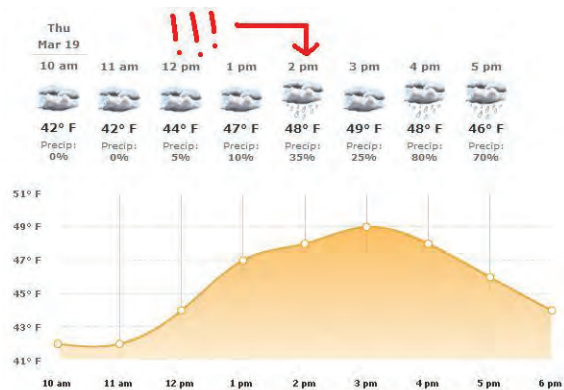 !!!
Thu
Mar 19
10 am 11 am 12 pm 1 pm 2 pm 3 pm 4 pm 5 pm
42° F 42° F 44° F 47° F 48° F 49° F 48° F 46° F
Precip: Precip: Precip: Precip: Precip: Precip: Precip: Precip:
0% 0% 5% 10% 35% 25% 80% 70%
51° F
49° F
47° F
45° F
43° F
41° F
10 am 11 am 12 pm 1 pm 2 pm 3 pm 4 pm 5 pm 6 pm